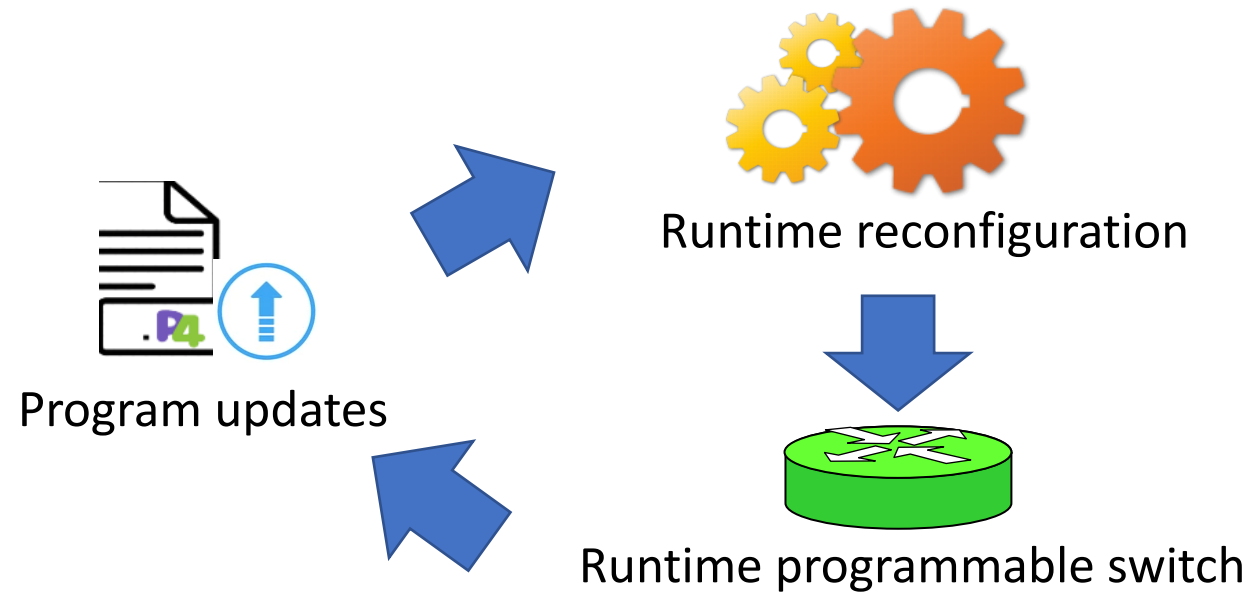 Runtime reconfiguration
.P4
Program updates
Runtime programmable switch